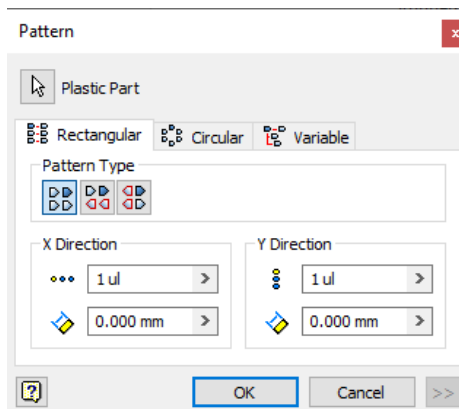 Pattern
x
Plastic Part
Rectangular Circular Variable
Pattern Type
X Direction Y Direction
1 ul > 1 ul >
0.000 mm > 0.000 mm >
? OK Cancel >>